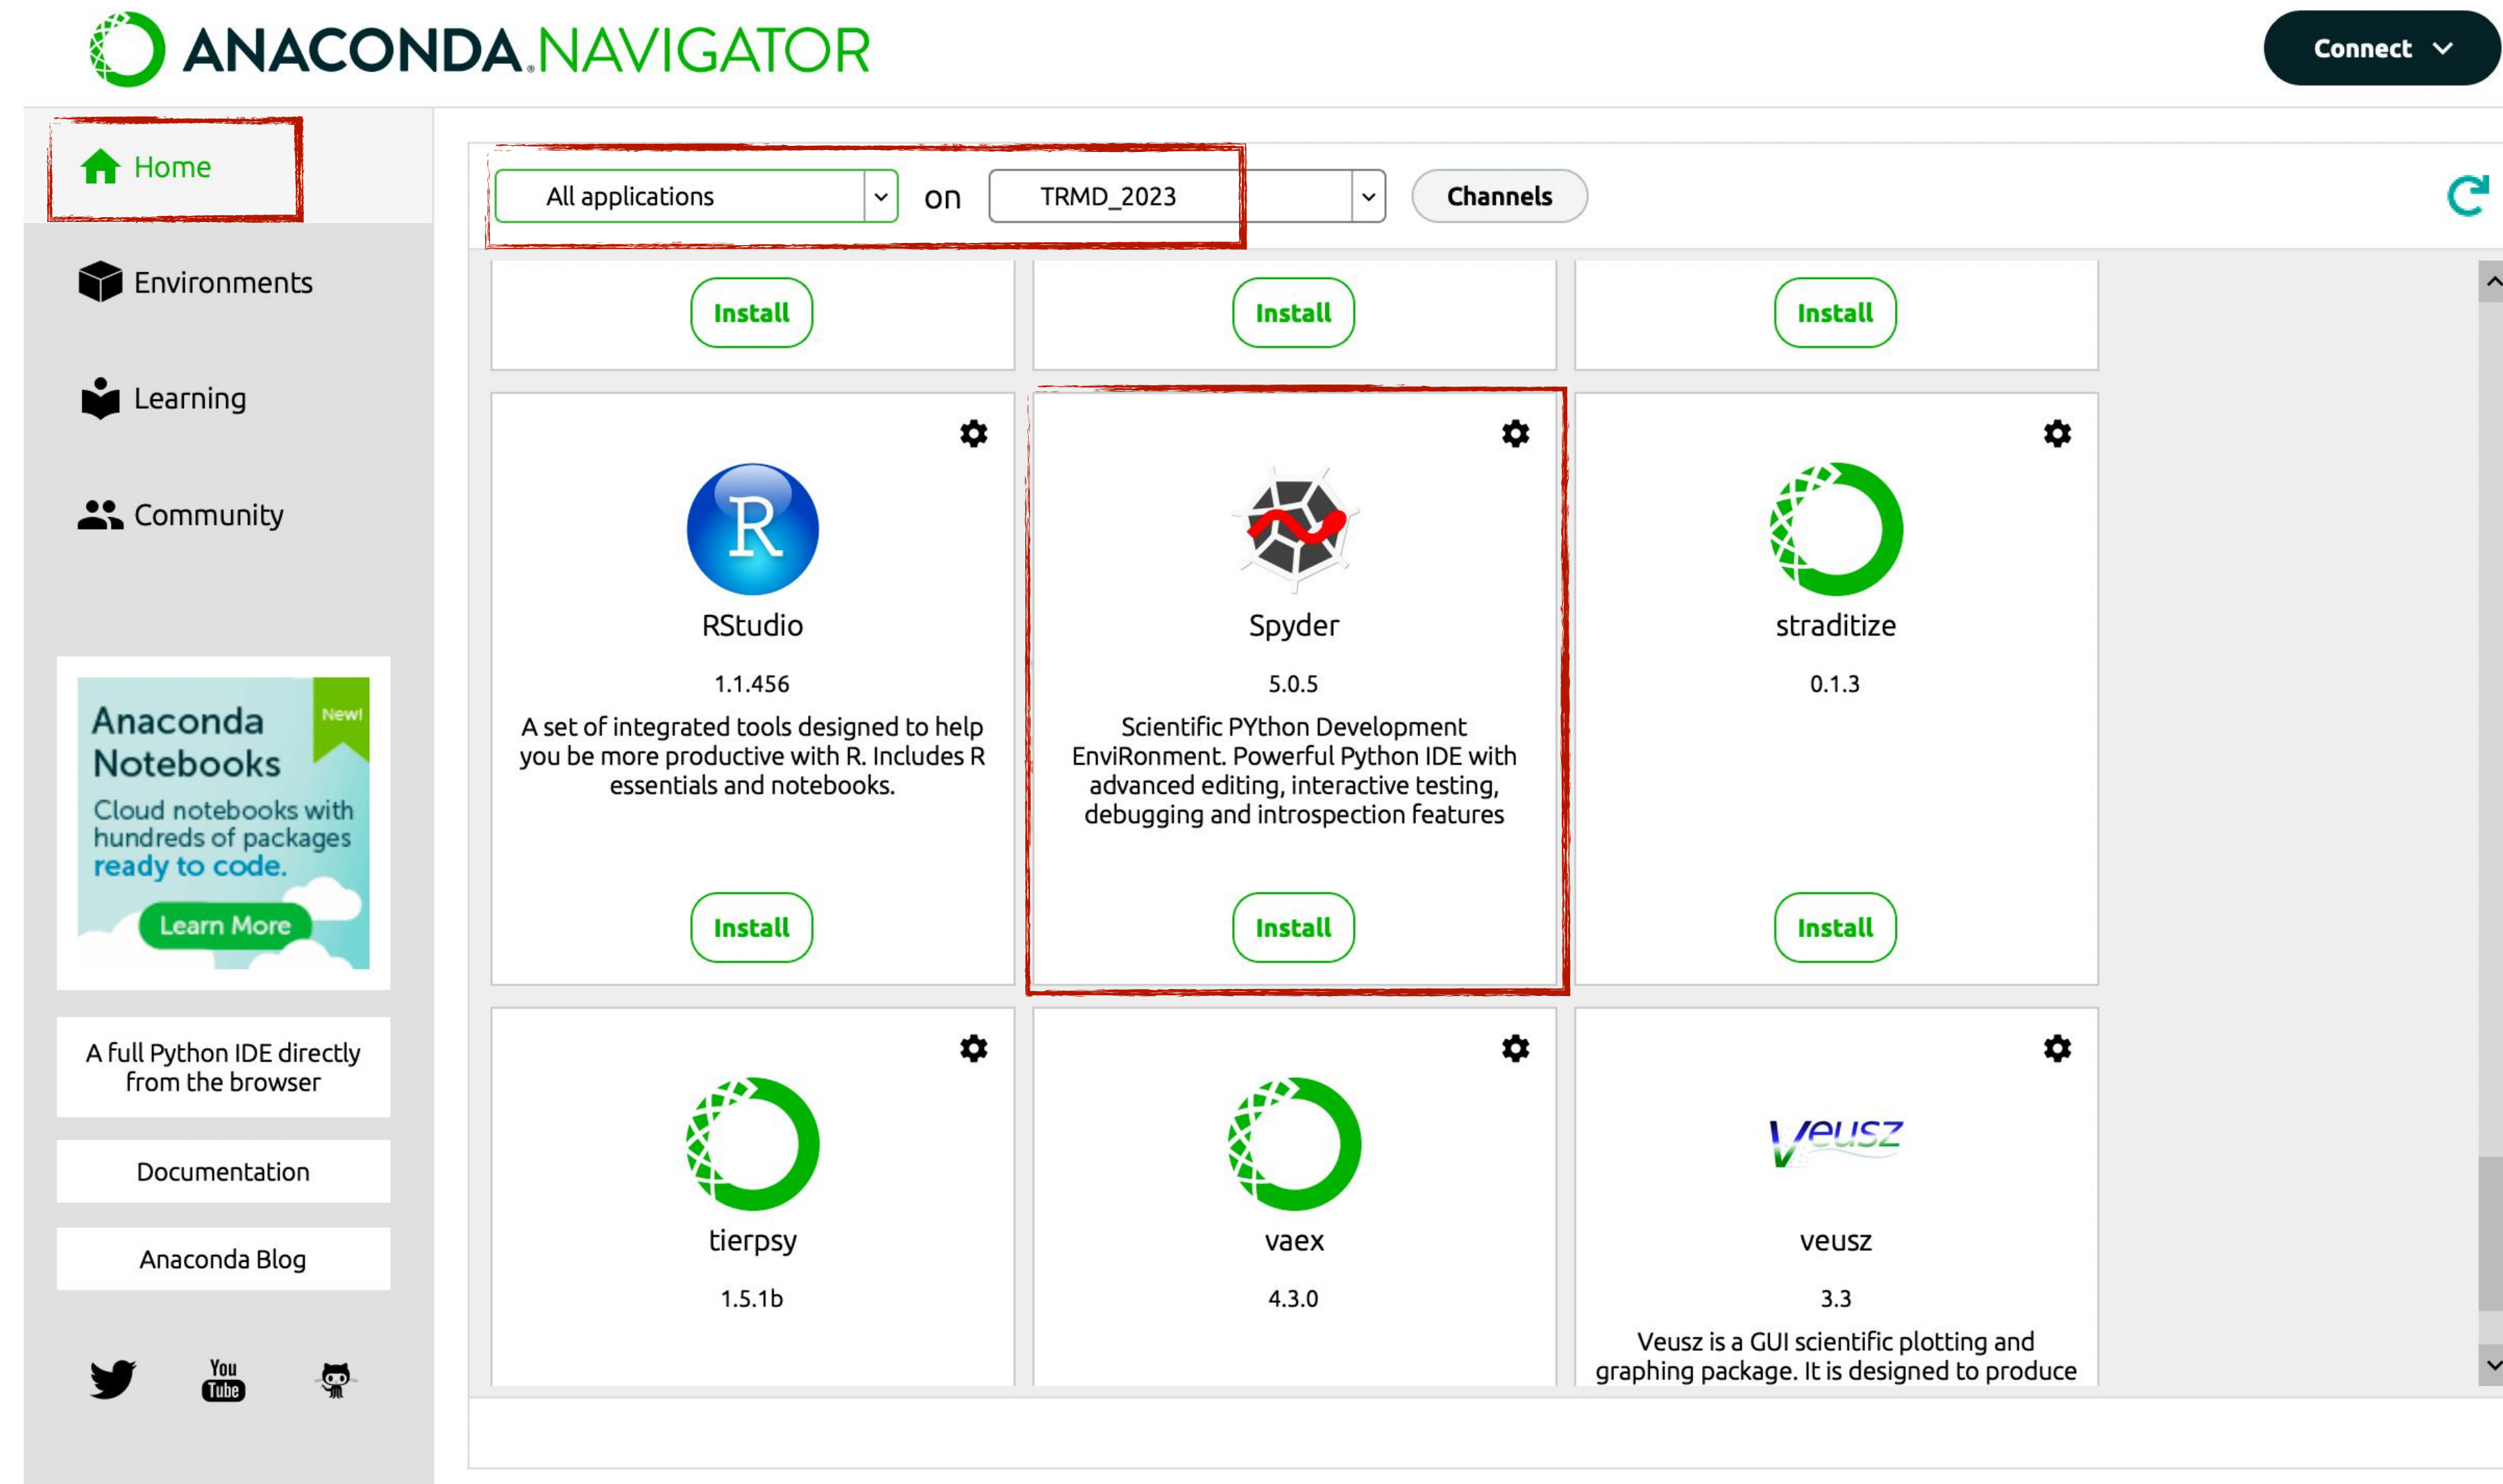 ANACONDA.NAVIGATOR
Connect
Home
All applications on TRMD_2023 Channels
Environments
Learning
Community
Install Install Install
R
RStudio
1.1.456
A set of integrated tools designed to help
you be more productive with R. Includes R
essentials and notebooks.
Install
Spyder
5.0.5
Scientific PYthon Development
EnviRonment. Powerful Python IDE with
advanced editing, interactive testing,
debugging and introspection features
Install
straditize
0.1.3
Install
tierpsy
1.5.1b
vaex
4.3.0
Veusz
veusz
3.3
Veusz is a GUI scientific plotting and
graphing package. It is designed to produce
Anaconda
Notebooks
New!
Cloud notebooks with
hundreds of packages
ready to code.
Learn More
A full Python IDE directly
from the browser
Documentation
Anaconda Blog
You
Tube